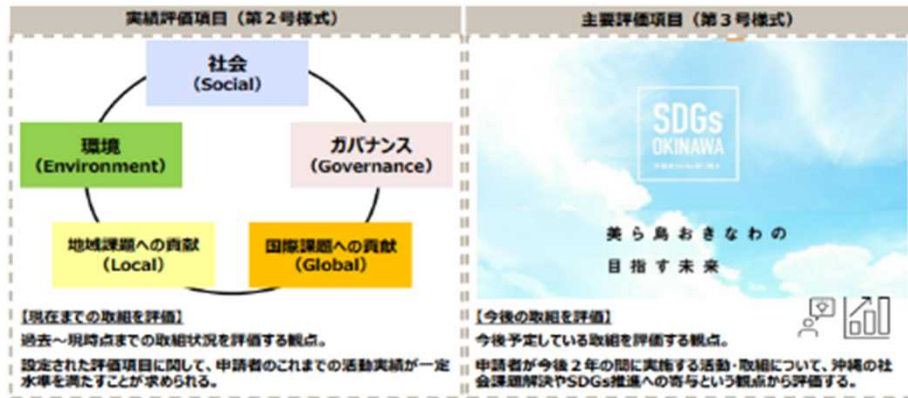 実績評価項目（第２号様式）
社会
（Social）
環境
（Environment）
ガバナンス
（Governance）
地域課題への貢献
（Local）
国際課題への貢献
（Global）
【現在までの取組を評価】
過去～現時点までの取組状況を評価する観点。
設定された評価項目に関して、申請者のこれまでの活動実績が一定
水準を満たすことが求められる。
主要評価項目（第３号様式）
SDGs
OKINAWA
美ら島おきなわの
目指す未来
【今後の取組を評価】
今後予定している取組を評価する観点。
申請者が今後２年の間に実施する活動・取組について、沖縄の社
会課題解決やSDGs推進への寄与という観点から評価する。